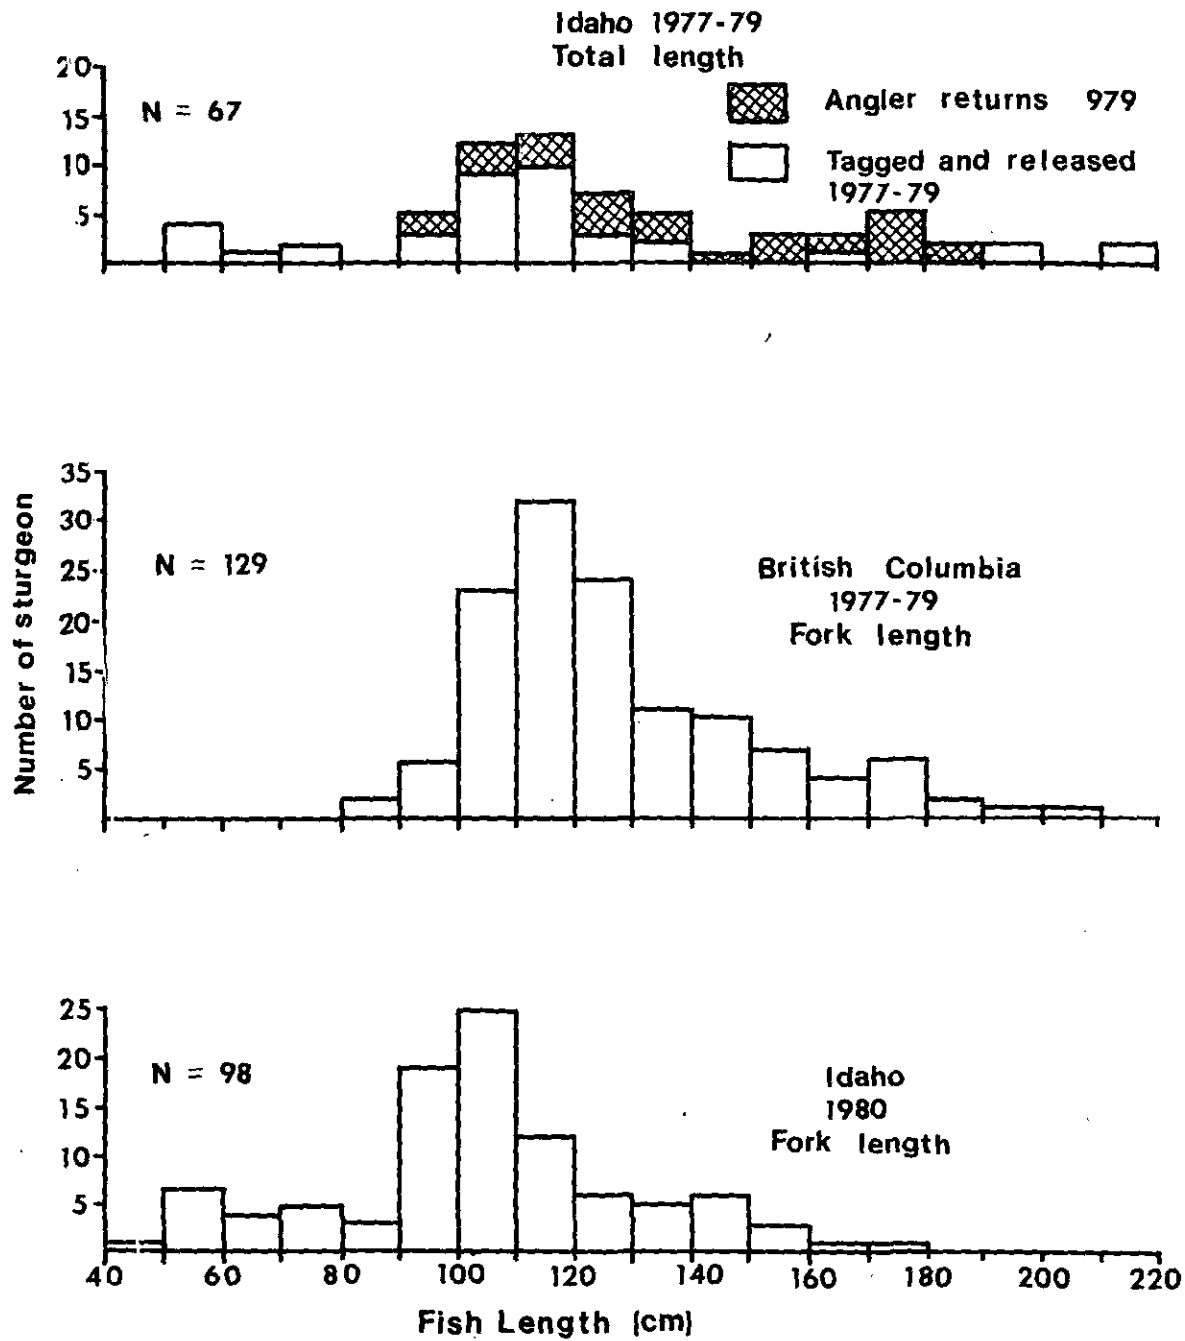 Idaho 1977-79
Total length
Angler returns 979
Tagged and released
1977-79
N = 67
20
15
10
5
Number of sturgeon
35
30
25
20
15
10
5
N = 129
British Columbia
1977-79
Fork length
25
20
15
10
5
N = 98
Idaho
1980
Fork length
40 60 80 100 120 140 160 180 200 220
Fish Length (cm)